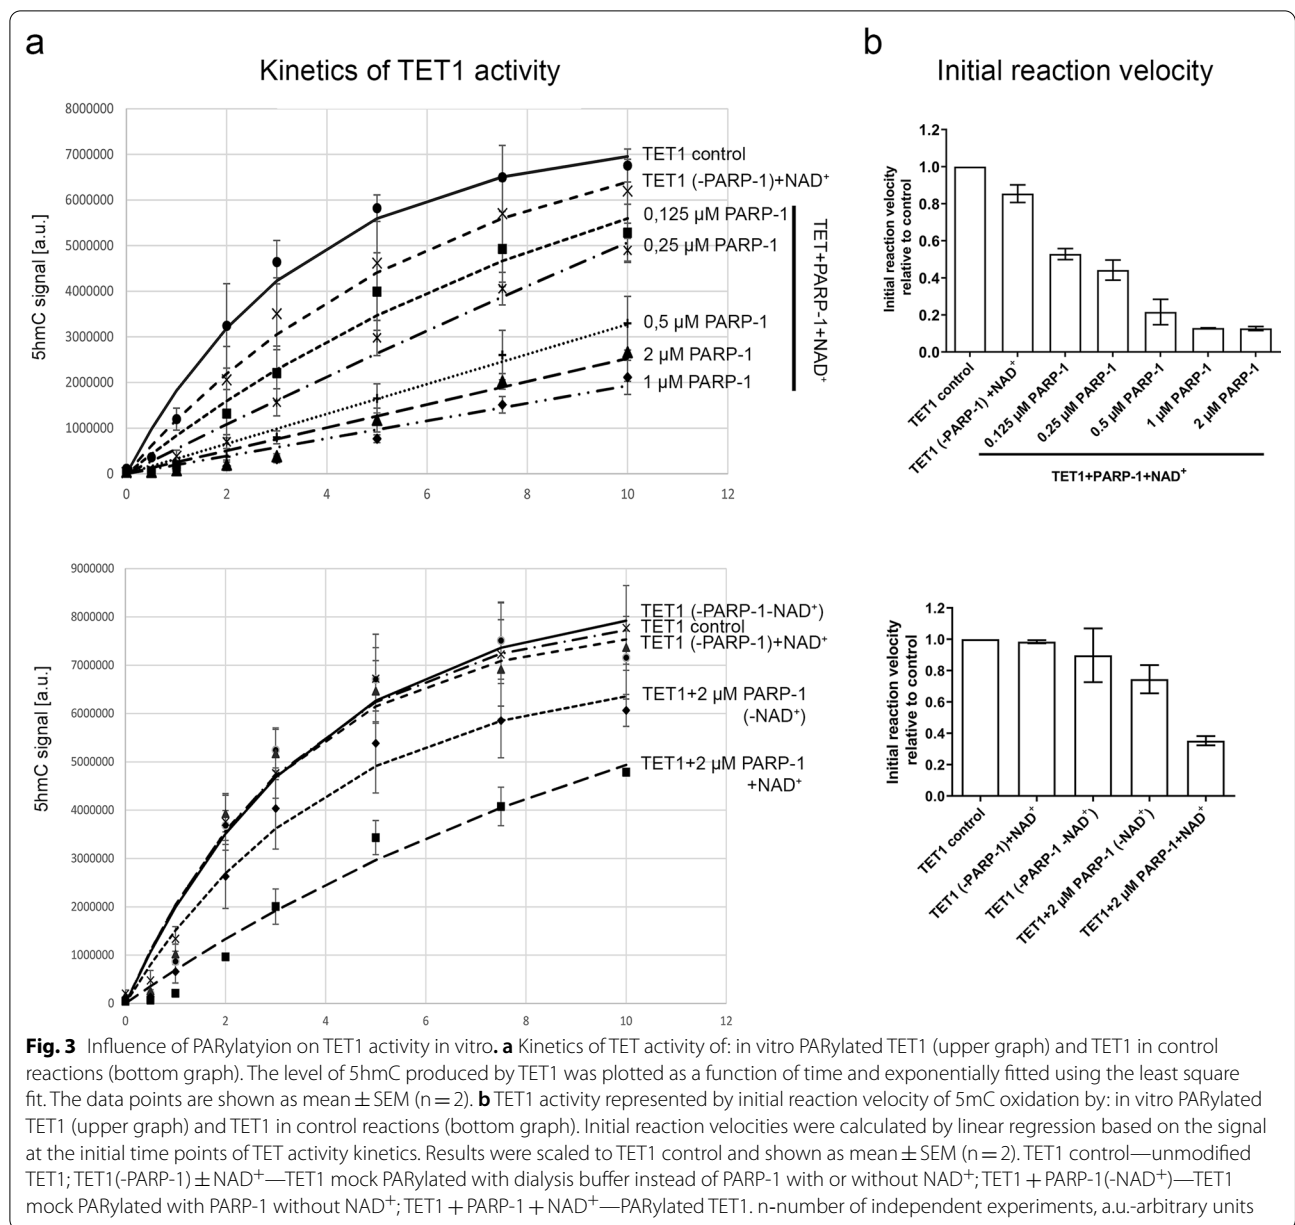 a
Kinetics of TET1 activity
8000000
7000000
6000000
5000000
4000000
3000000
2000000
1000000
0
5hmC signal [a.u.]
0 2 4 6 8 10 12
TET1 control
TET1 (-PARP-1)+NAD⁺
0,125 µM PARP-1
0,25 µM PARP-1
0,5 µM PARP-1
2 µM PARP-1
1 µM PARP-1
TET+PARP-1+NAD⁺
b
Initial reaction velocity
1.2
1.0
0.8
0.6
0.4
0.2
0.0
Initial reaction velocity
relative to control
TET1 control
TET1 (-PARP-1) +NAD⁺
0.125 µM PARP-1
0.25 µM PARP-1
0.5 µM PARP-1
1 µM PARP-1
2 µM PARP-1
TET1+PARP-1+NAD⁺
9000000
8000000
7000000
6000000
5000000
4000000
3000000
2000000
1000000
0
5hmC signal [a.u.]
0 2 4 6 8 10 12
TET1 (-PARP-1-NAD⁺)
TET1 control
TET1 (-PARP-1)+NAD⁺
TET1+2 µM PARP-1
(-NAD⁺)
TET1+2 µM PARP-1
+NAD⁺
1.2
1.0
0.8
0.6
0.4
0.2
0.0
Initial reaction velocity
relative to control
TET1 control
TET1 (-PARP-1)+NAD⁺
TET1 (-PARP-1 -NAD⁺)
TET1+2 µM PARP-1 (-NAD⁺)
TET1+2 µM PARP-1+NAD⁺
Fig. 3 Influence of PARylatyion on TET1 activity in vitro. a Kinetics of TET activity of: in vitro PARylated TET1 (upper graph) and TET1 in control
reactions (bottom graph). The level of 5hmC produced by TET1 was plotted as a function of time and exponentially fitted using the least square
fit. The data points are shown as mean ± SEM (n = 2). b TET1 activity represented by initial reaction velocity of 5mC oxidation by: in vitro PARylated
TET1 (upper graph) and TET1 in control reactions (bottom graph). Initial reaction velocities were calculated by linear regression based on the signal
at the initial time points of TET activity kinetics. Results were scaled to TET1 control and shown as mean ± SEM (n = 2). TET1 control—unmodified
TET1; TET1(-PARP-1) ± NAD⁺—TET1 mock PARylated with dialysis buffer instead of PARP-1 with or without NAD⁺; TET1 + PARP-1(-NAD⁺)—TET1
mock PARylated with PARP-1 without NAD⁺; TET1 + PARP-1 + NAD⁺—PARylated TET1. n-number of independent experiments, a.u.-arbitrary units